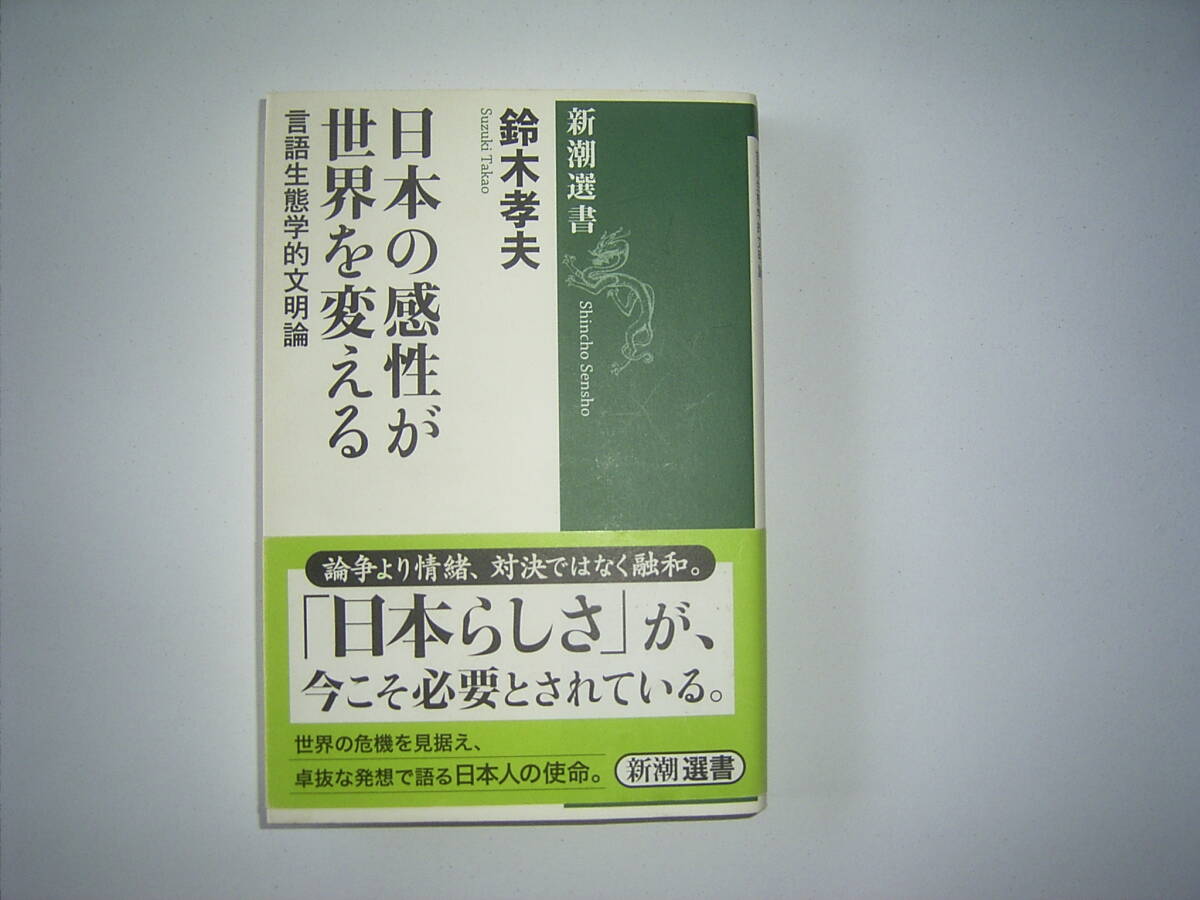 新潮選書
Shincho Sensho
鈴木孝夫
Suzuki Takao
日本の感性が
世界を変える
言語生態学的文明論
論争より情緒、対決ではなく融和。
「日本らしさ」が、
今こそ必要とされている。
世界の危機を見据え、
卓抜な発想で語る日本人の使命。
新潮選書